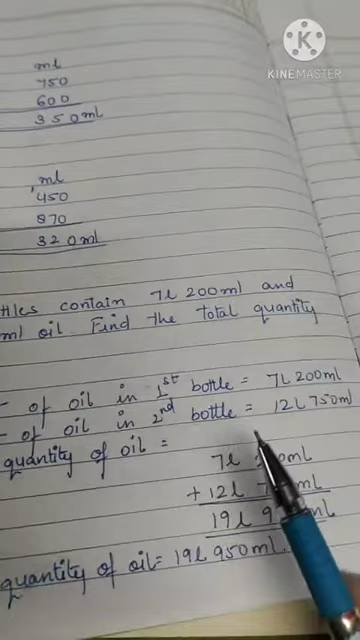 KINEMASTER
ml
750
600
350ml
ml
450
870
320ml
ttles contain 7l 200ml and
ml oil. Find the total quantity
of oil in 1st bottle = 7l 200ml
of oil in 2nd bottle = 12l 750ml
quantity of oil =
7l
+ 12l
19l
quantity of oil = 19l 950ml.